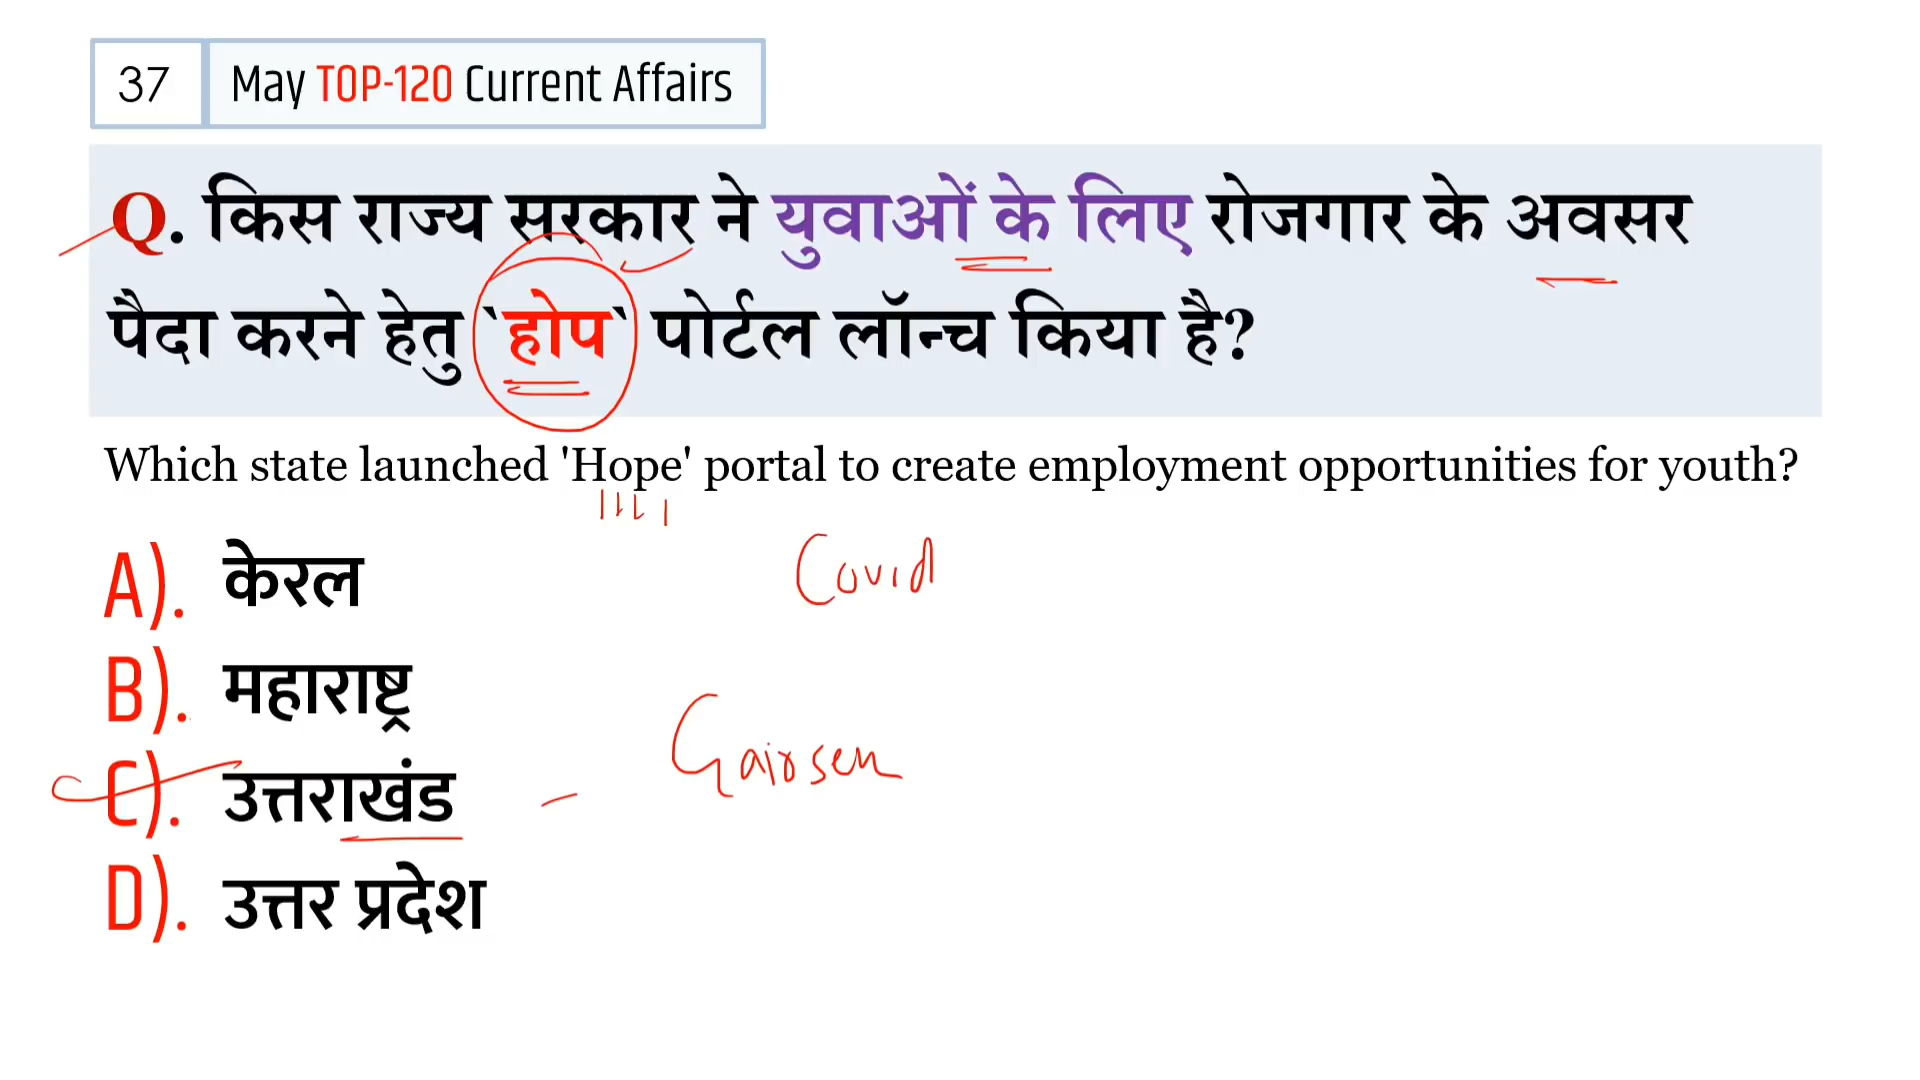 37 May TOP-120 Current Affairs
Q. किस राज्य सरकार ने युवाओं के लिए रोजगार के अवसर
पैदा करने हेतु `होप` पोर्टल लॉन्च किया है?
Which state launched 'Hope' portal to create employment opportunities for youth?
A). केरल
Covid
B). महाराष्ट्र
Gairsen
C). उत्तराखंड
D). उत्तर प्रदेश